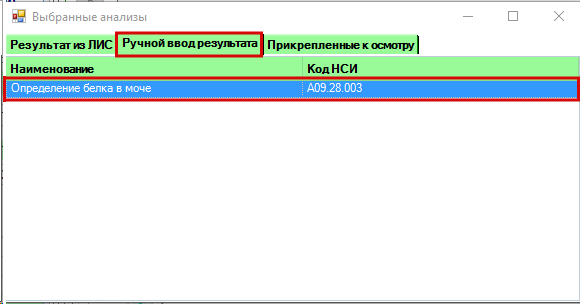 Выбранные анализы
Результат из ЛИС Ручной ввод результата Прикрепленные к осмотру
Наименование Код НСИ
Определение белка в моче A09.28.003